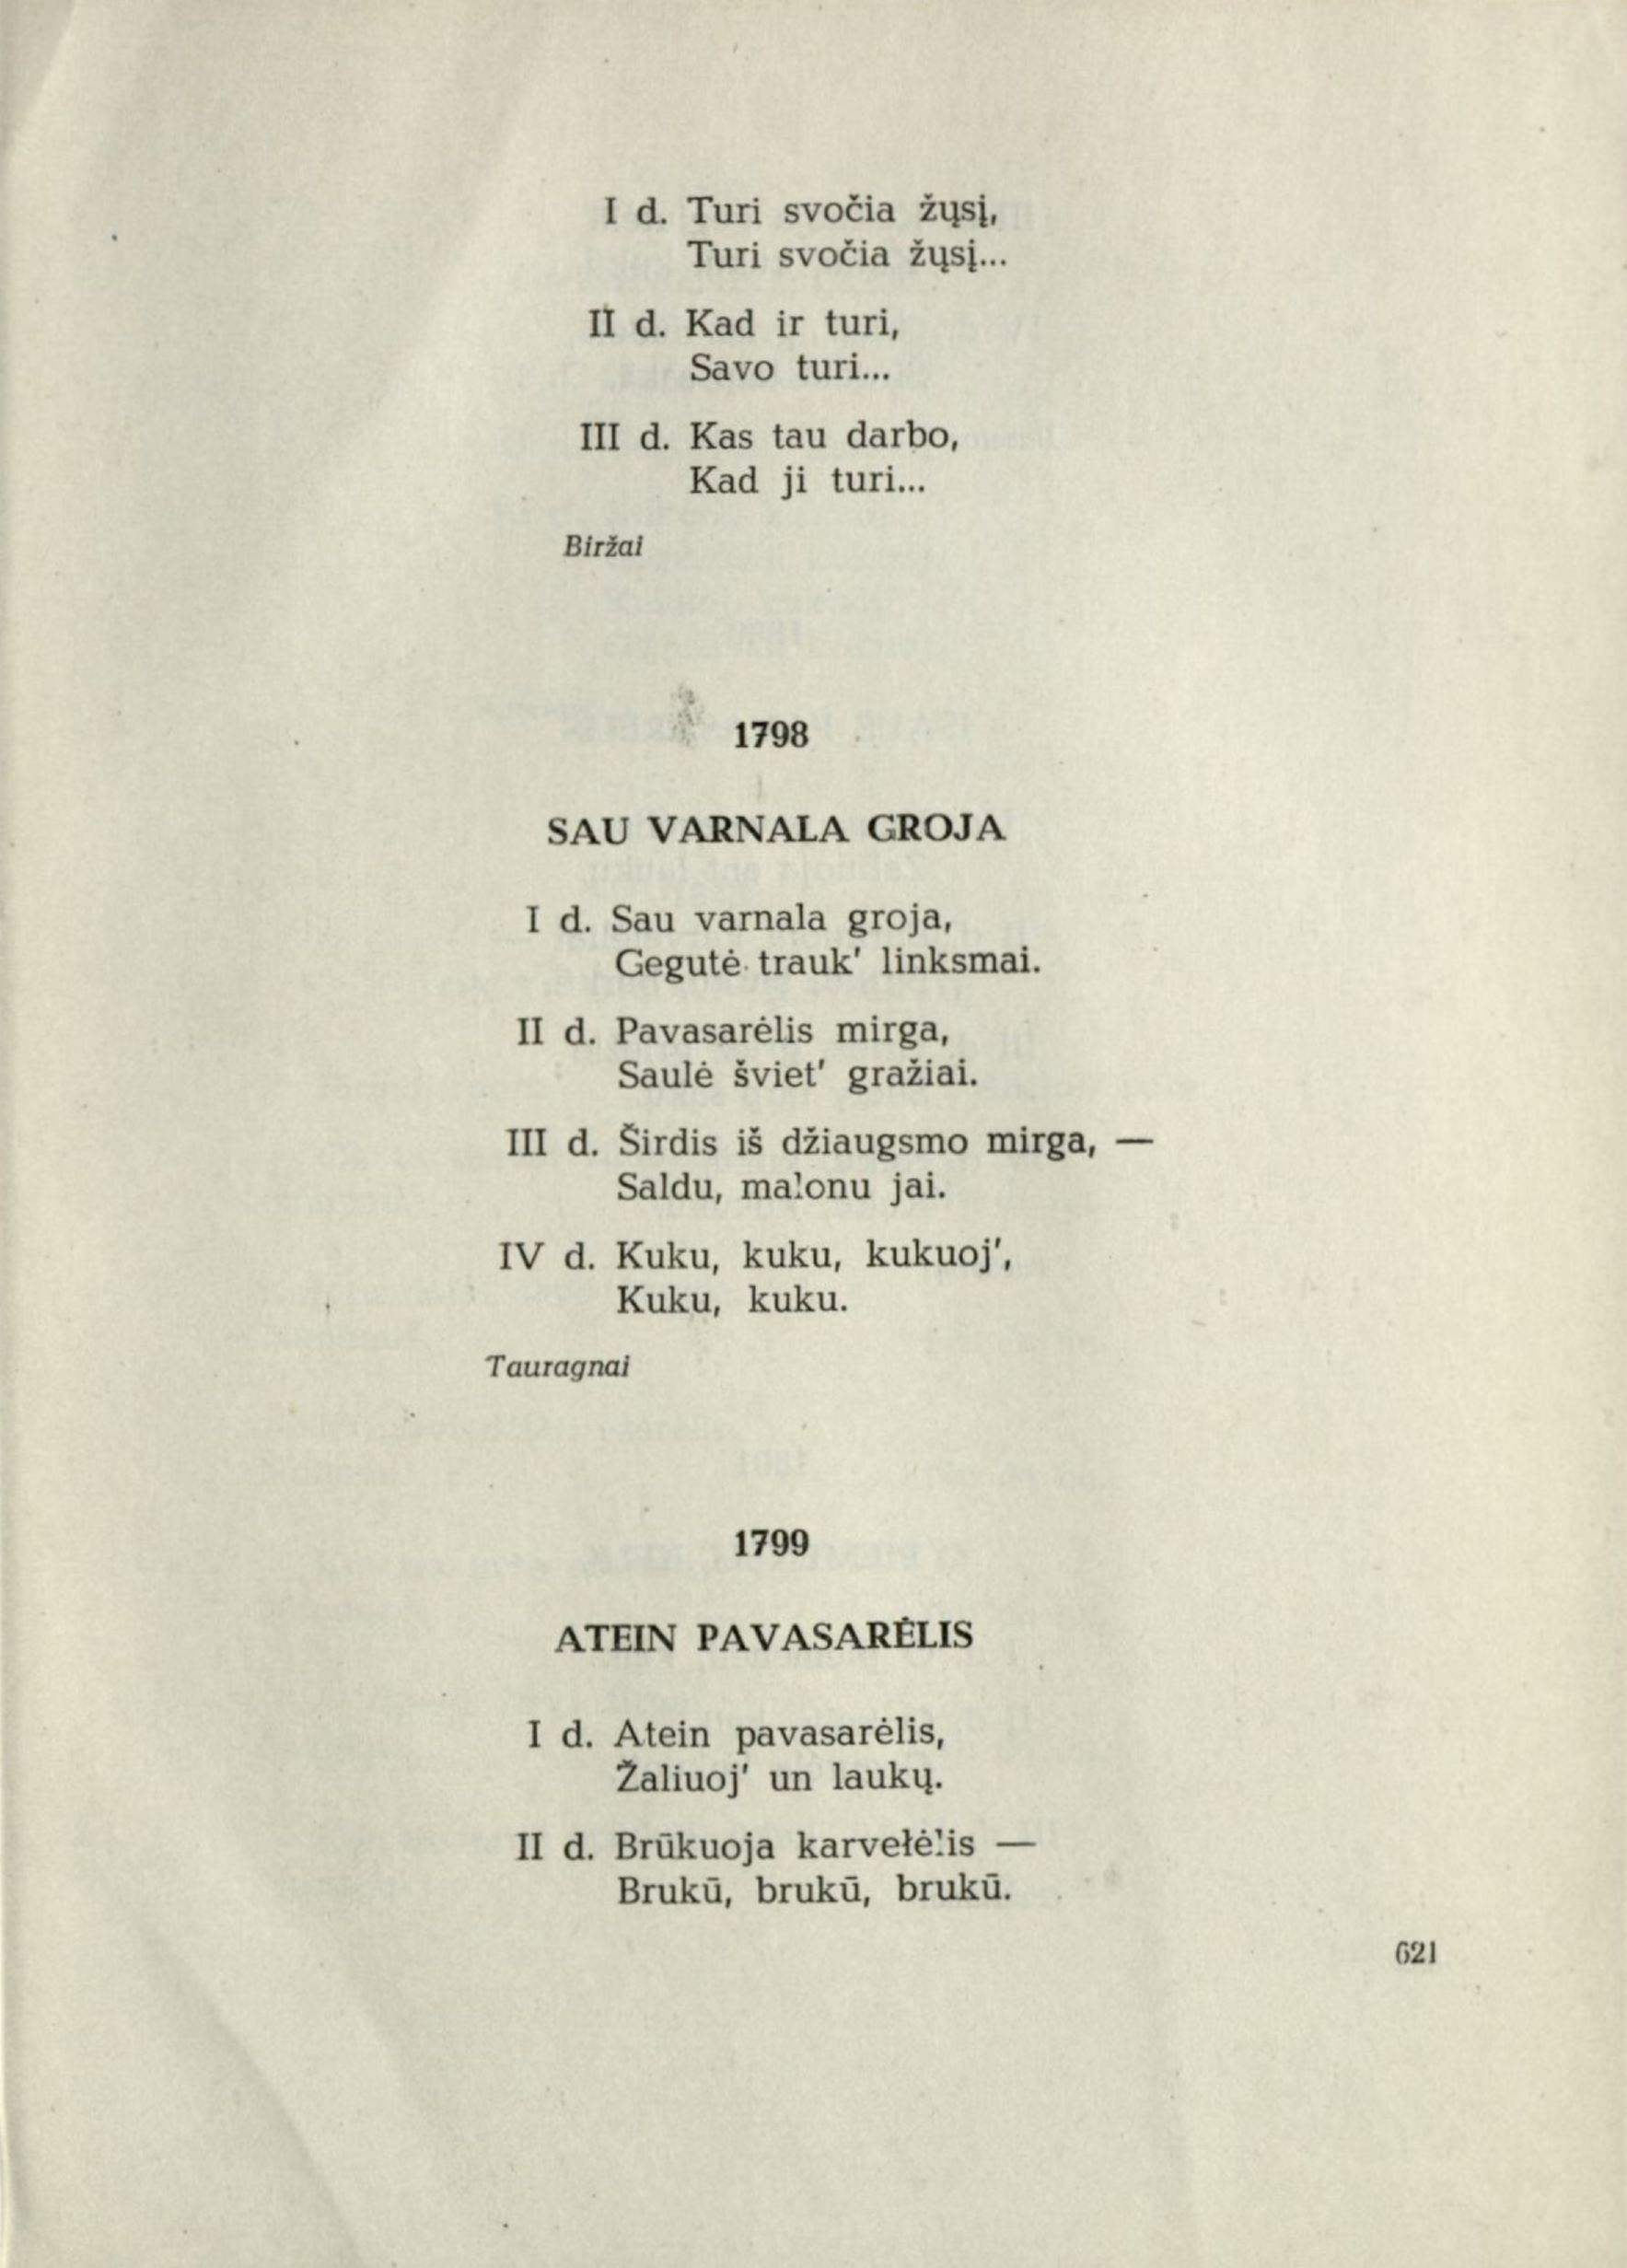 I d. Turi svočia žųsį,
Turi svočia žųsį...
II d. Kad ir turi,
Savo turi...
III d. Kas tau darbo,
Kad ji turi...
Biržai
1798
SAU VARNALA GROJA
I d. Sau varnala groja,
Gegutė trauk' linksmai.
II d. Pavasarėlis mirga,
Saulė šviet' gražiai.
III d. Širdis iš džiaugsmo mirga, —
Saldu, malonu jai.
IV d. Kuku, kuku, kukuoj',
Kuku, kuku.
Tauragnai
1799
ATEIN PAVASARĖLIS
I d. Atein pavasarėlis,
Žaliuoj' un laukų.
II d. Brūkuoja karvełėlis —
Brukū, brukū, brukū.
621